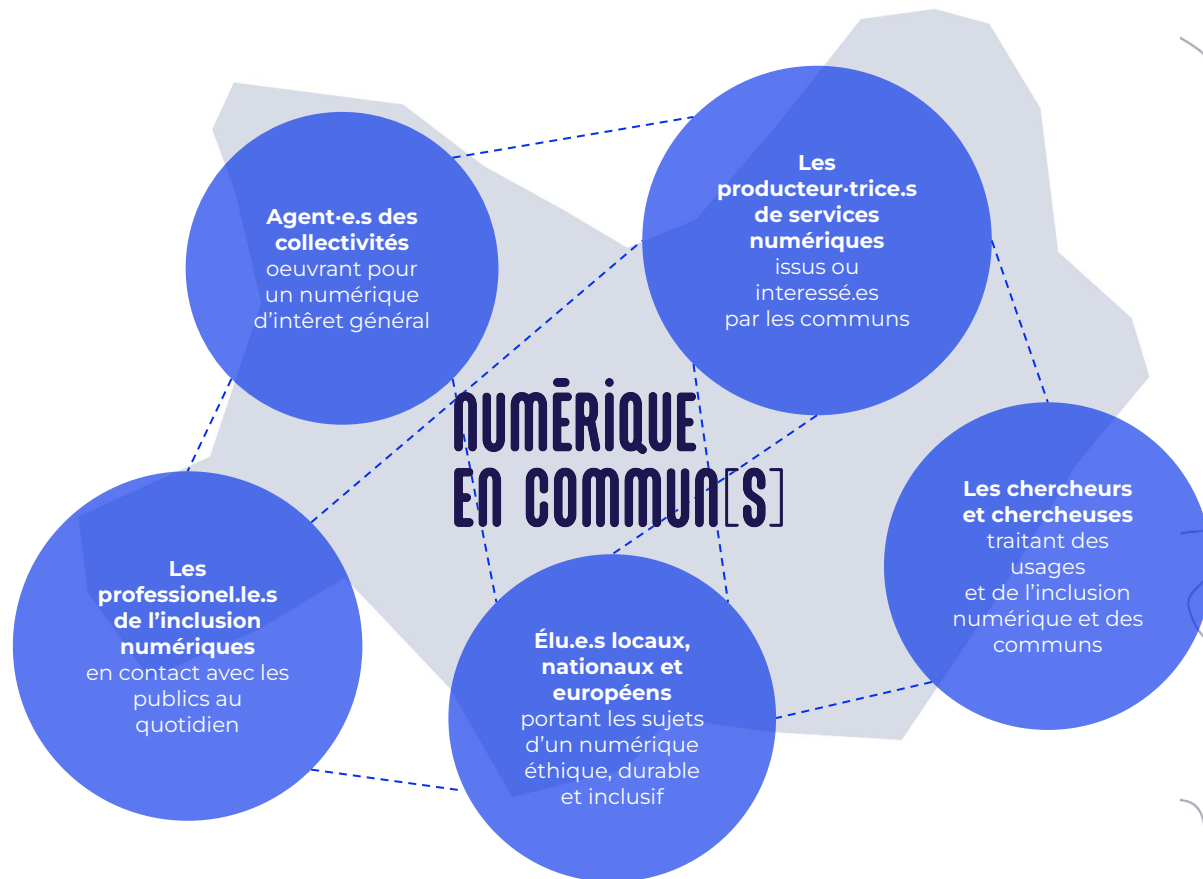 Agent·e.s des
collectivités
oeuvrant pour
un numérique
d'intêret général
Les
producteur·trice.s
de services
numériques
issus ou
interessé.es
par les communs
NUMÉRIQUE
EN COMMUN[S]
Les chercheurs
et chercheuses
traitant des
usages
et de l'inclusion
numérique et des
communs
Les
professionel.le.s
de l'inclusion
numériques
en contact avec les
publics au
quotidien
Élu.e.s locaux,
nationaux et
européens
portant les sujets
d'un numérique
éthique, durable
et inclusif